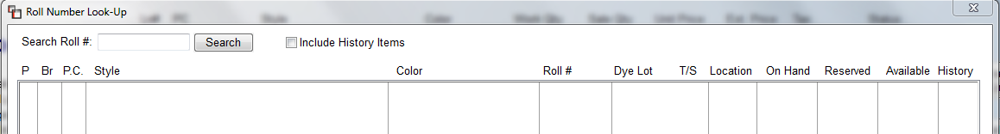 Roll Number Look-Up
Search Roll #: Search Include History Items
P Br P.C. Style Color Roll # Dye Lot T/S Location On Hand Reserved Available History